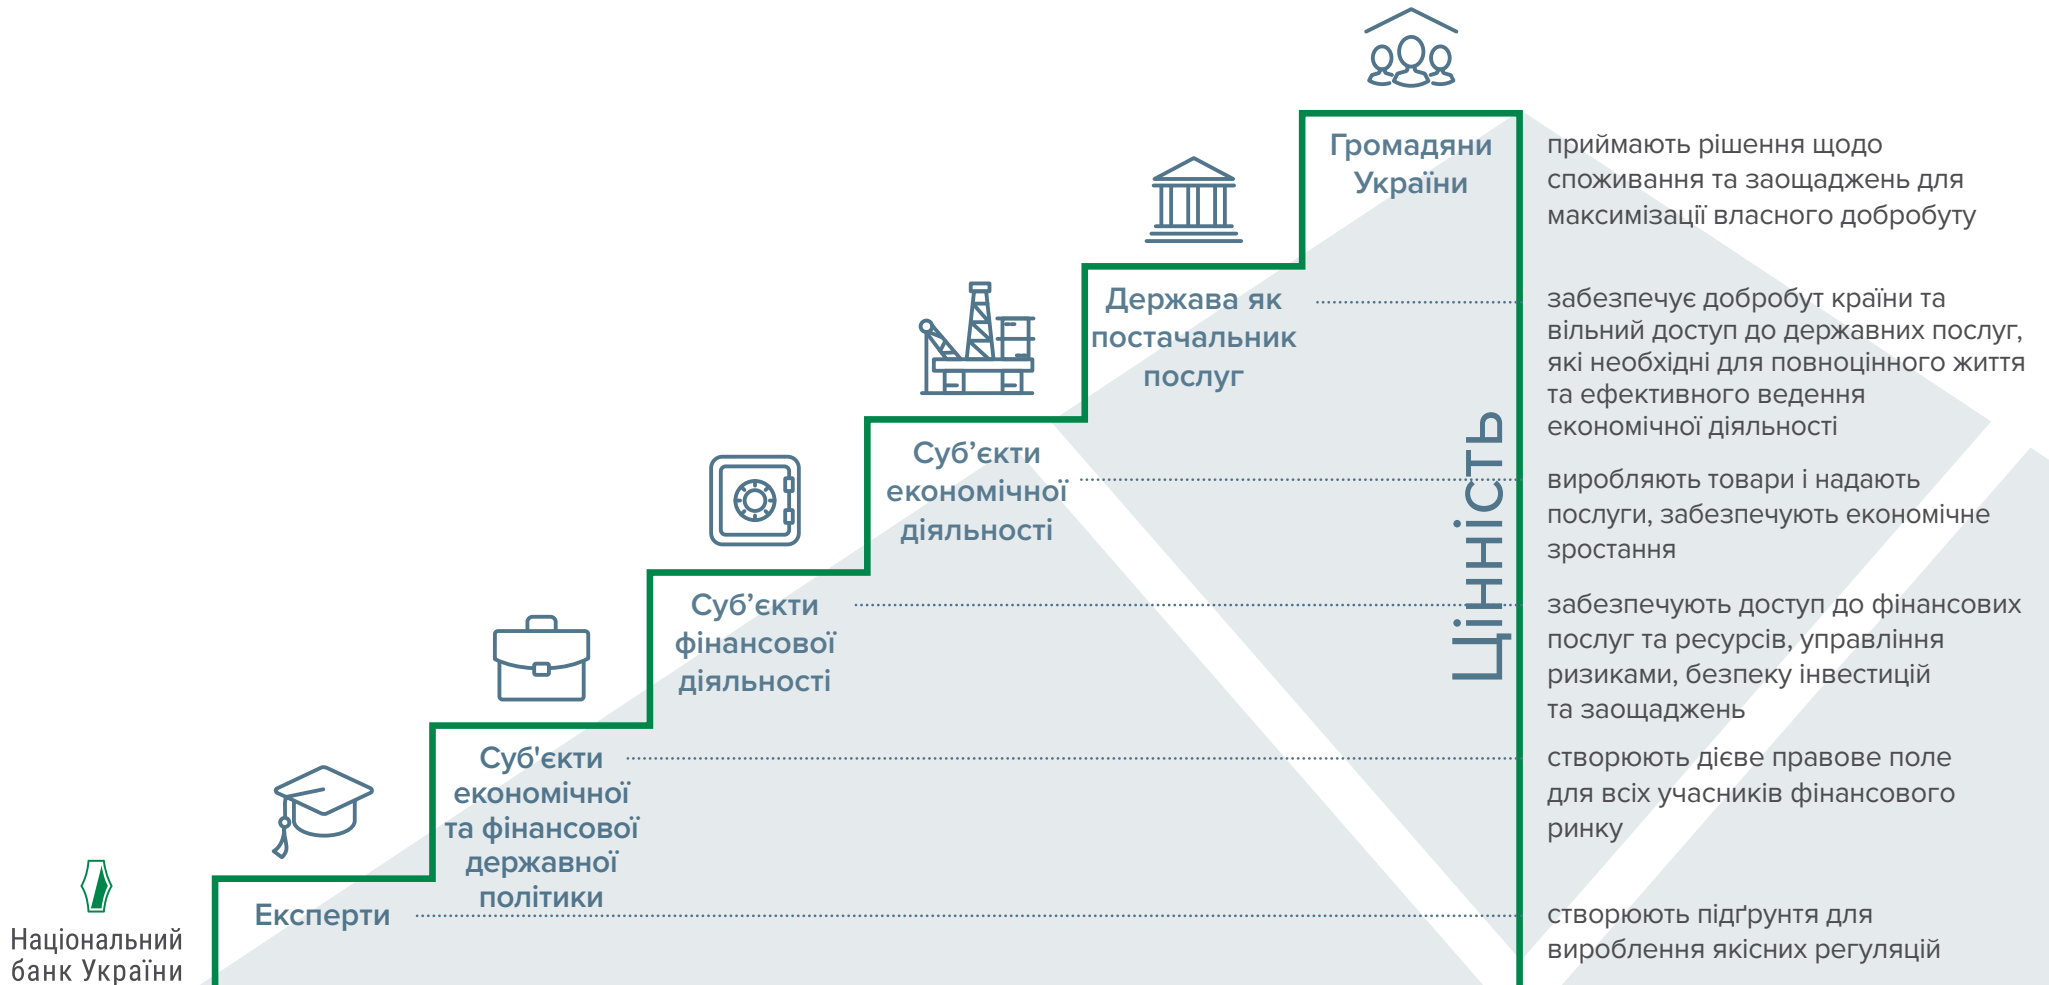 Громадяни
України
приймають рішення щодо
споживання та заощаджень для
максимізації власного добробуту
Держава як
постачальник
послуг
забезпечує добробут країни та
вільний доступ до державних послуг,
які необхідні для повноцінного життя
та ефективного ведення
економічної діяльності
Суб’єкти
економічної
діяльності
виробляють товари і надають
послуги, забезпечують економічне
зростання
Цінність
Суб’єкти
фінансової
діяльності
забезпечують доступ до фінансових
послуг та ресурсів, управління
ризиками, безпеку інвестицій
та заощаджень
Суб'єкти
економічної
та фінансової
державної
політики
створюють дієве правове поле
для всіх учасників фінансового
ринку
Експерти
створюють підґрунтя для
вироблення якісних регуляцій
Національний
банк України